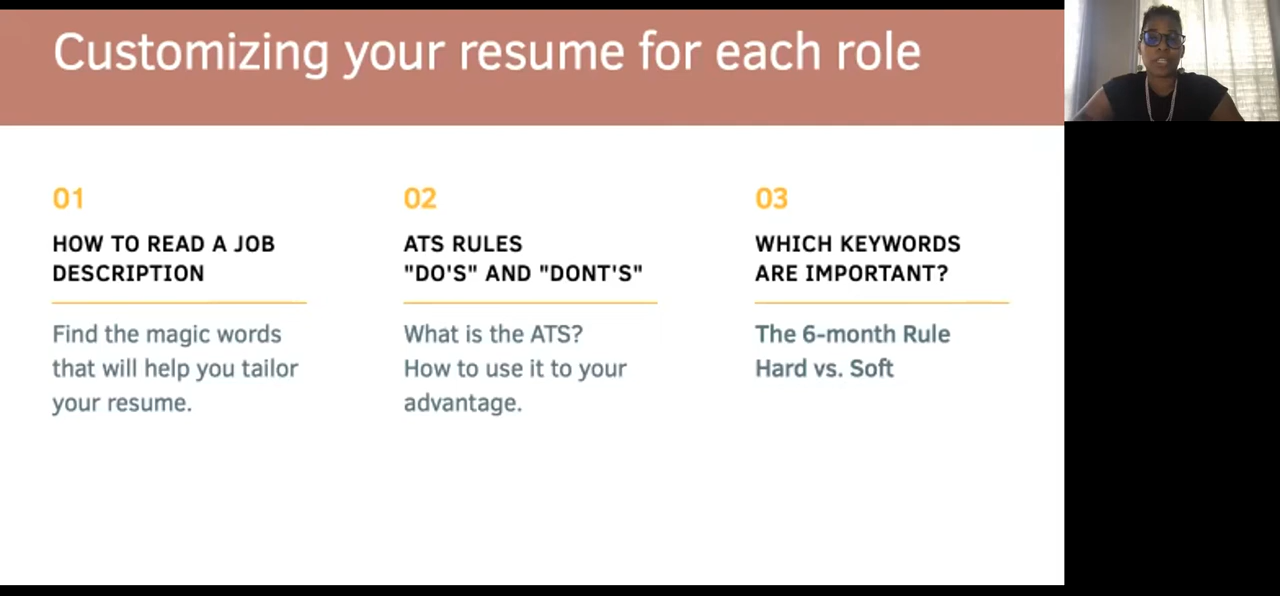 Customizing your resume for each role
01
HOW TO READ A JOB
DESCRIPTION
Find the magic words
that will help you tailor
your resume.
02
ATS RULES
"DO'S" AND "DONT'S"
What is the ATS?
How to use it to your
advantage.
03
WHICH KEYWORDS
ARE IMPORTANT?
The 6-month Rule
Hard vs. Soft